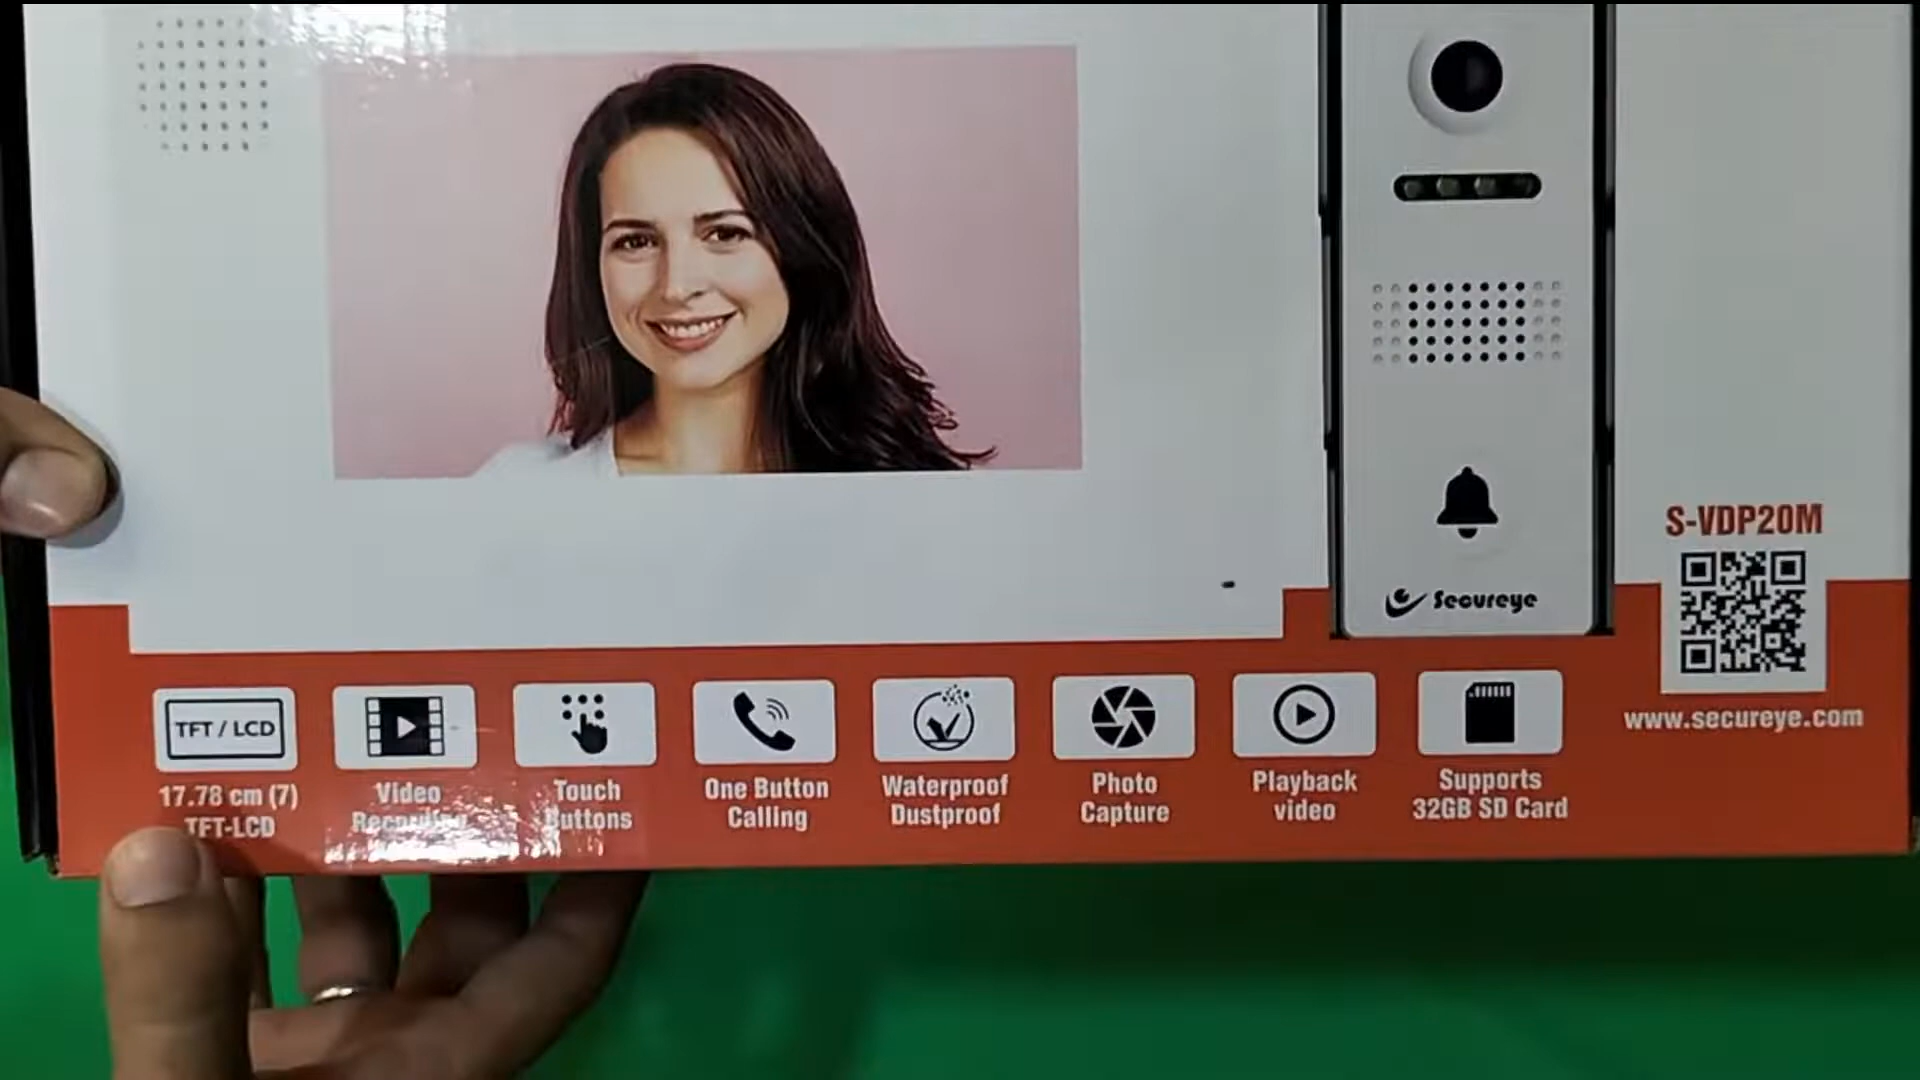 S-VDP20M
Secureye
www.secureye.com
TFT / LCD
17.78 cm (7)
TFT-LCD
Video
Recording
Touch
Buttons
One Button
Calling
Waterproof
Dustproof
Photo
Capture
Playback
video
Supports
32GB SD Card